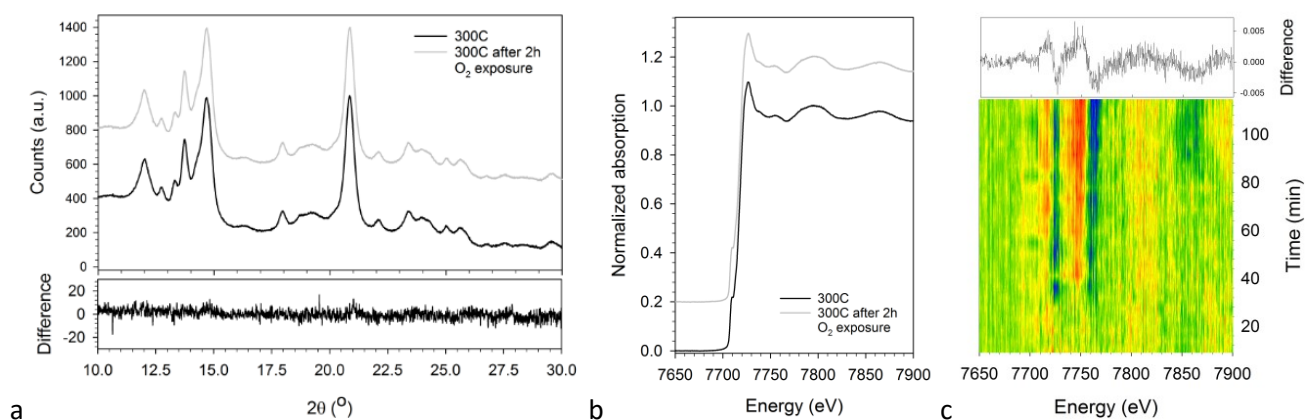 1400
1200
1000
800
600
400
200
0
Counts (a.u.)
300C
300C after 2h
O₂ exposure
20
0
-20
Difference
10.0 12.5 15.0 17.5 20.0 22.5 25.0 27.5 30.0
2θ (°)
a
1.2
1.0
0.8
0.6
0.4
0.2
0.0
Normalized absorption
300C
300C after 2h
O₂ exposure
7650 7700 7750 7800 7850 7900
Energy (eV)
b
0.005
0.000
-0.005
Difference
100
80
60
40
20
Time (min)
7650 7700 7750 7800 7850 7900
Energy (eV)
c